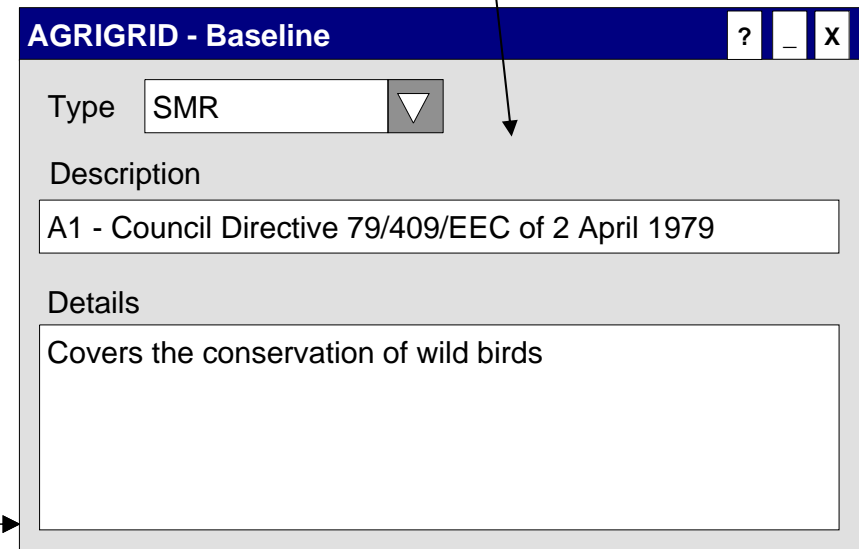 AGRIGRID - Baseline ? _ X
Type SMR
Description
A1 - Council Directive 79/409/EEC of 2 April 1979
Details
Covers the conservation of wild birds